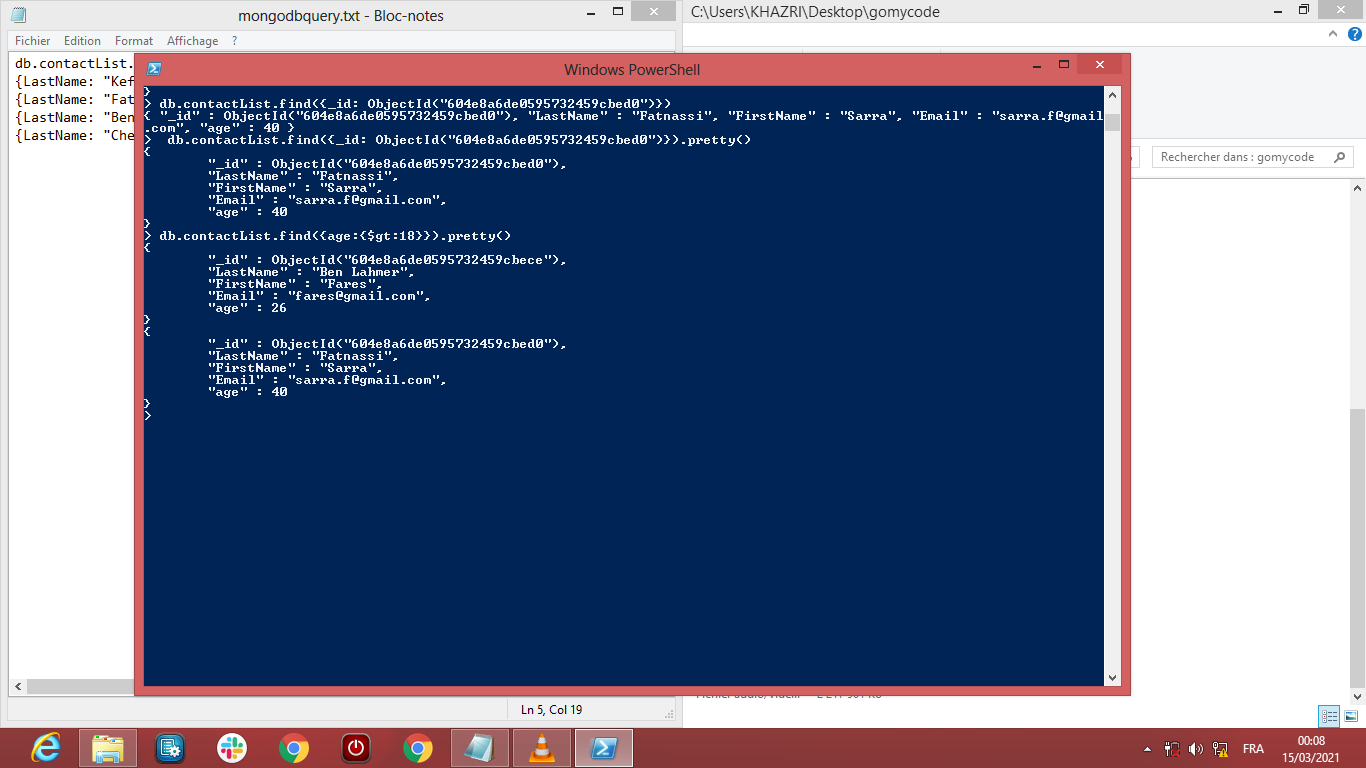 mongodbquery.txt - Bloc-notes
Fichier Edition Format Affichage ?
db.contactList.
{LastName: "Kef
{LastName: "Fat
{LastName: "Ben
{LastName: "Che
Ln 5, Col 19
C:\Users\KHAZRI\Desktop\gomycode
Rechercher dans : gomycode
Windows PowerShell
}
> db.contactList.find({_id: ObjectId("604e8a6de0595732459cbed0")})
{ "_id" : ObjectId("604e8a6de0595732459cbed0"), "LastName" : "Fatnassi", "FirstName" : "Sarra", "Email" : "sarra.f@gmail
.com", "age" : 40 }
>  db.contactList.find({_id: ObjectId("604e8a6de0595732459cbed0")}).pretty()
{
        "_id" : ObjectId("604e8a6de0595732459cbed0"),
        "LastName" : "Fatnassi",
        "FirstName" : "Sarra",
        "Email" : "sarra.f@gmail.com",
        "age" : 40
}
> db.contactList.find({age:{$gt:18}}).pretty()
{
        "_id" : ObjectId("604e8a6de0595732459cbece"),
        "LastName" : "Ben Lahmer",
        "FirstName" : "Fares",
        "Email" : "fares@gmail.com",
        "age" : 26
}
{
        "_id" : ObjectId("604e8a6de0595732459cbed0"),
        "LastName" : "Fatnassi",
        "FirstName" : "Sarra",
        "Email" : "sarra.f@gmail.com",
        "age" : 40
}
>
FRA
00:08
15/03/2021